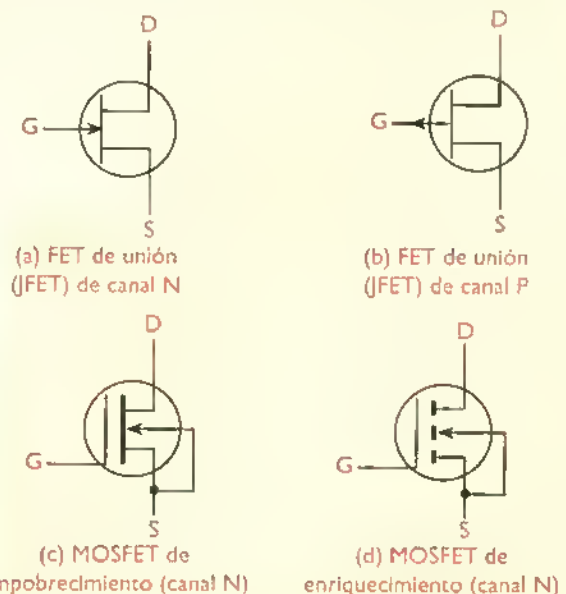 D
G
S
(a) FET de unión
(JFET) de canal N
D
G
S
(b) FET de unión
(JFET) de canal P
D
G
S
(c) MOSFET de
mpobrecimiento (canal N)
D
G
S
(d) MOSFET de
enriquecimiento (canal N)